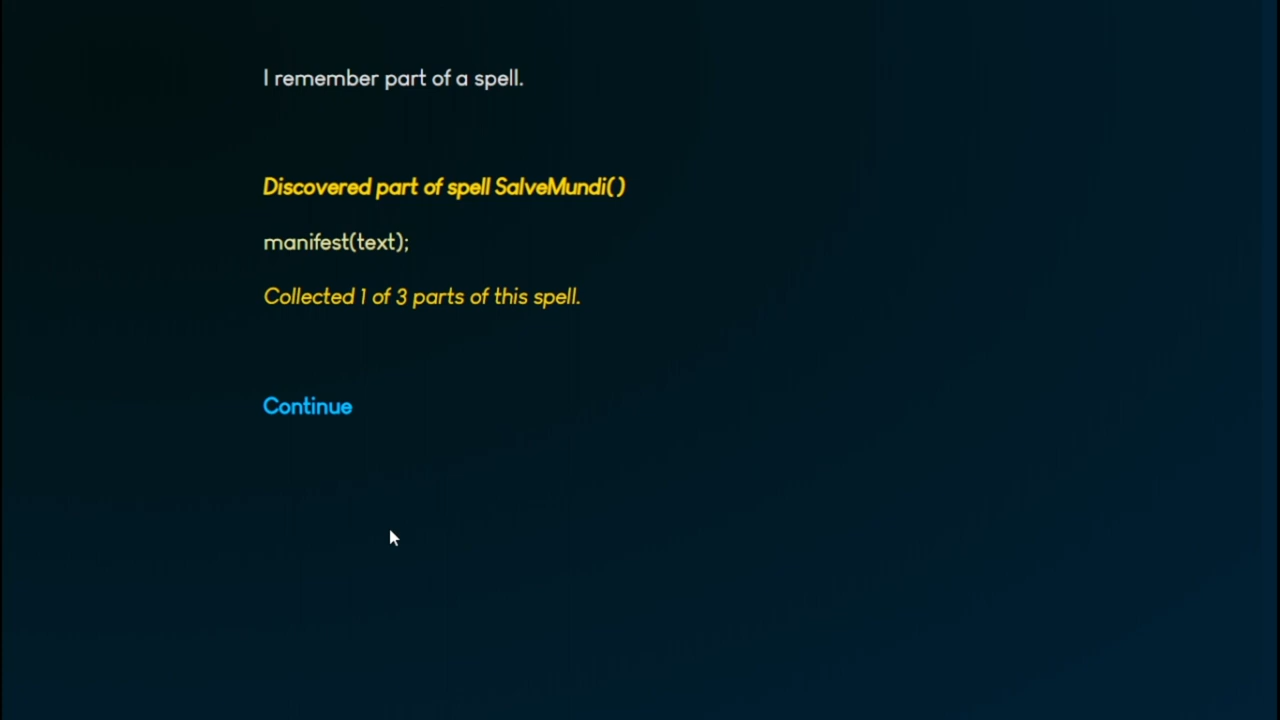 I remember part of a spell.
Discovered part of spell SalveMundi()
manifest(text);
Collected 1 of 3 parts of this spell.
Continue